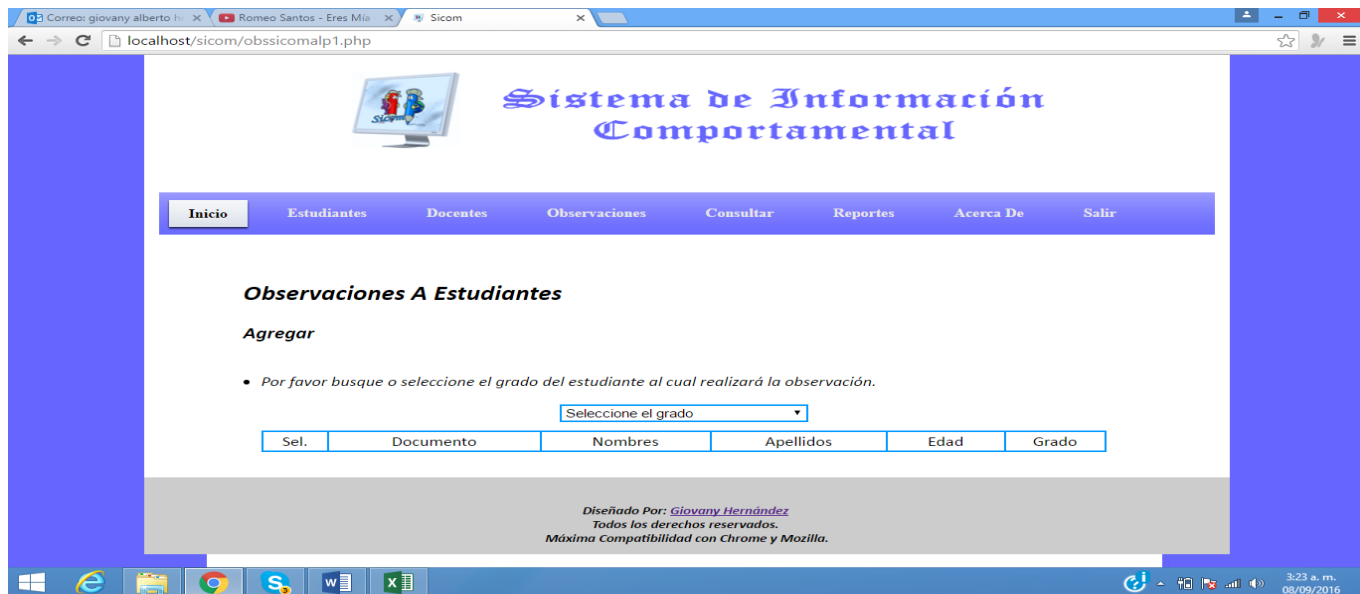 Correo: giovany alberto h
Romeo Santos - Eres Mía
Sicom
localhost/sicom/obssicomalp1.php
Sicom
Sistema de Información
Comportamental
Inicio Estudiantes Docentes Observaciones Consultar Reportes Acerca De Salir
Observaciones A Estudiantes
Agregar
• Por favor busque o seleccione el grado del estudiante al cual realizará la observación.
Seleccione el grado
Sel. Documento Nombres Apellidos Edad Grado
Diseñado Por: Giovany Hernández
Todos los derechos reservados.
Máxima Compatibilidad con Chrome y Mozilla.
3:23 a. m.
08/09/2016